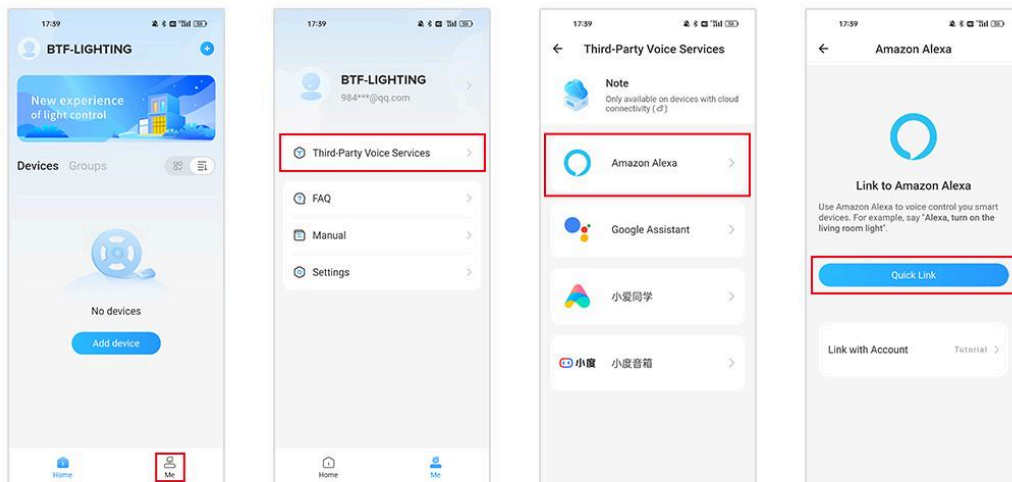 17:39
BTF-LIGHTING
New experience
of light control
Devices Groups
No devices
Add device
Home Me
17:39
BTF-LIGHTING
984***@qq.com
Third-Party Voice Services
FAQ
Manual
Settings
Home Me
17:39
Third-Party Voice Services
Note
Only available on devices with cloud
connectivity ( )
Amazon Alexa
Google Assistant
小爱同学
小度 小度音箱
17:39
Amazon Alexa
Link to Amazon Alexa
Use Amazon Alexa to voice control you smart
devices. For example, say "Alexa, turn on the
living room light".
Quick Link
Link with Account Tutorial